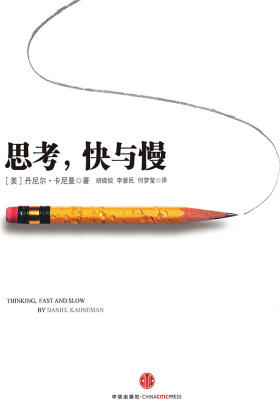 思考，快与慢
[美]丹尼尔·卡尼曼◎著 胡晓姣 李爱民 何梦莹◎译
THINKING, FAST AND SLOW
BY DANIEL KAHNEMAN
中信出版社·CHINACITICPRESS